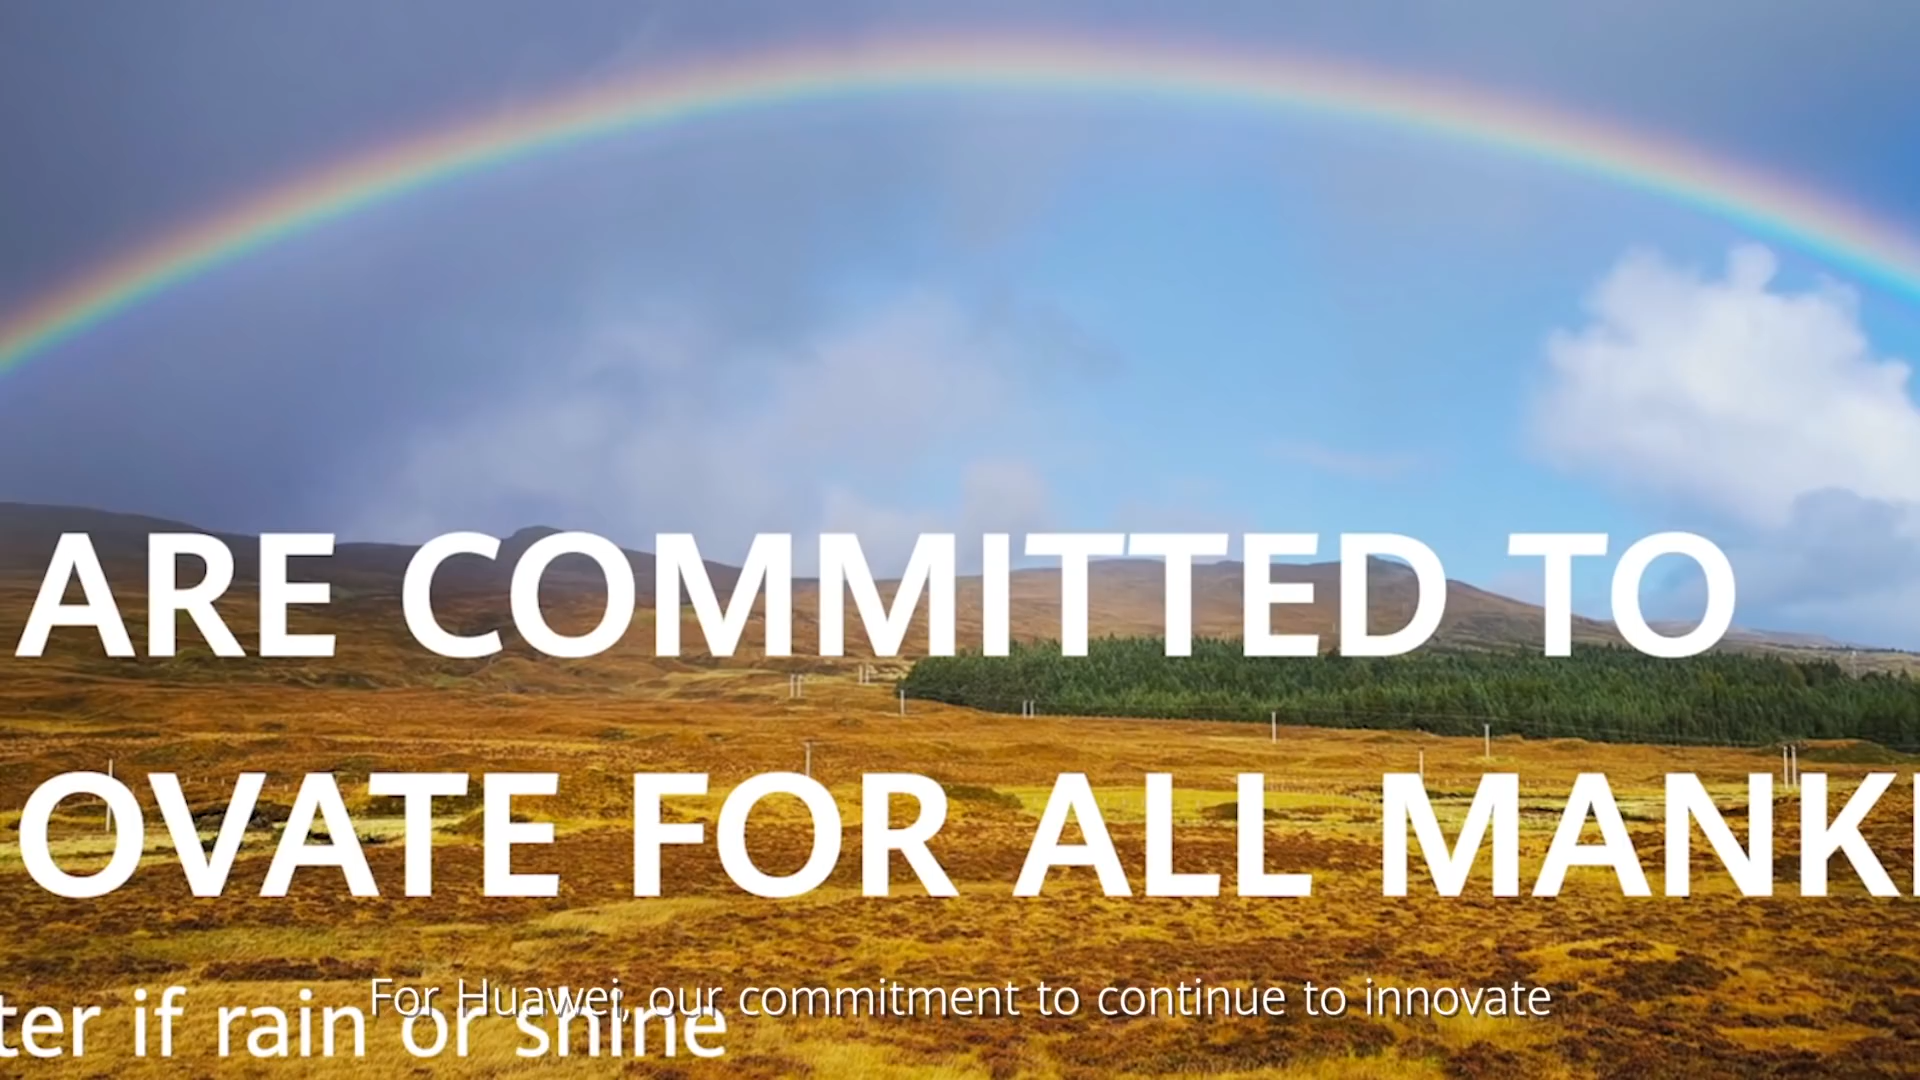 ARE COMMITTED TO
OVATE FOR ALL MANK
ter if rain or shine
For Huawei, our commitment to continue to innovate